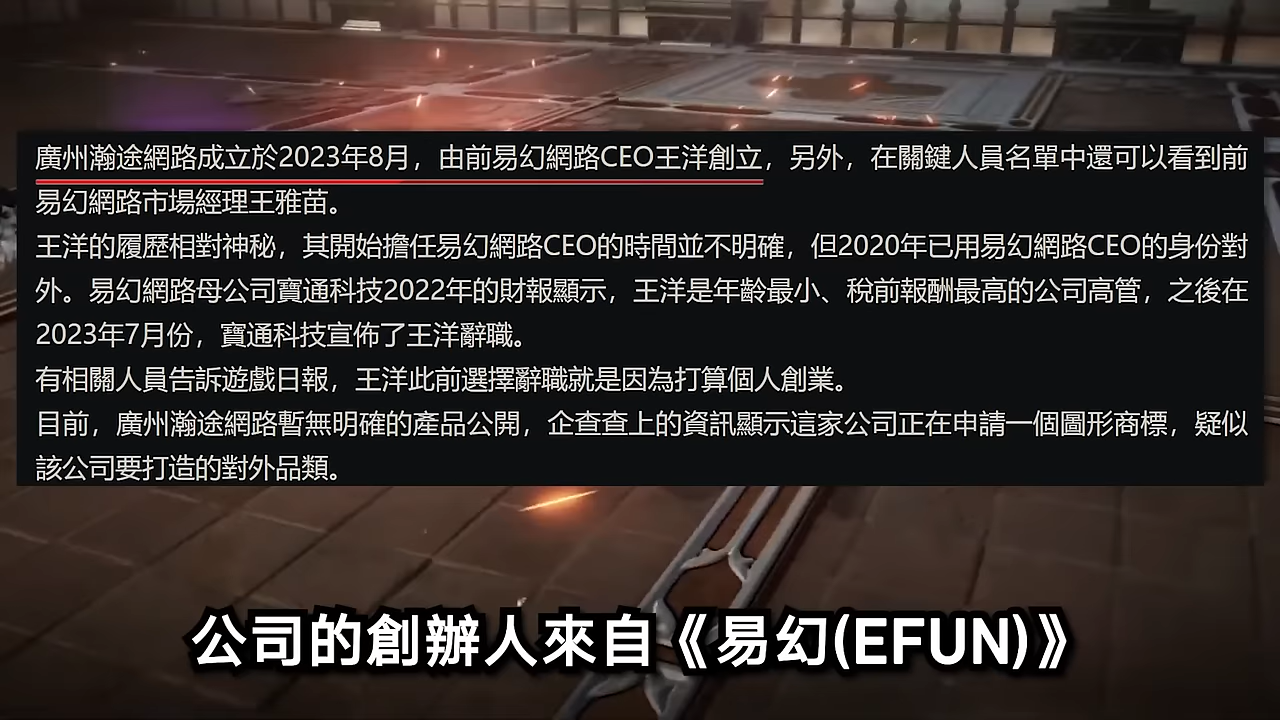 廣州瀚途網路成立於2023年8月，由前易幻網路CEO王洋創立，另外，在關鍵人員名單中還可以看到前
易幻網路市場經理王雅苗。
王洋的履歷相對神秘，其開始擔任易幻網路CEO的時間並不明確，但2020年已用易幻網路CEO的身份對
外。易幻網路母公司寶通科技2022年的財報顯示，王洋是年齡最小、稅前報酬最高的公司高管，之後在
2023年7月份，寶通科技宣佈了王洋辭職。
有相關人員告訴遊戲日報，王洋此前選擇辭職就是因為打算個人創業。
目前，廣州瀚途網路暫無明確的產品公開，企查查上的資訊顯示這家公司正在申請一個圖形商標，疑似
該公司要打造的對外品類。
公司的創辦人來自《易幻(EFUN)》